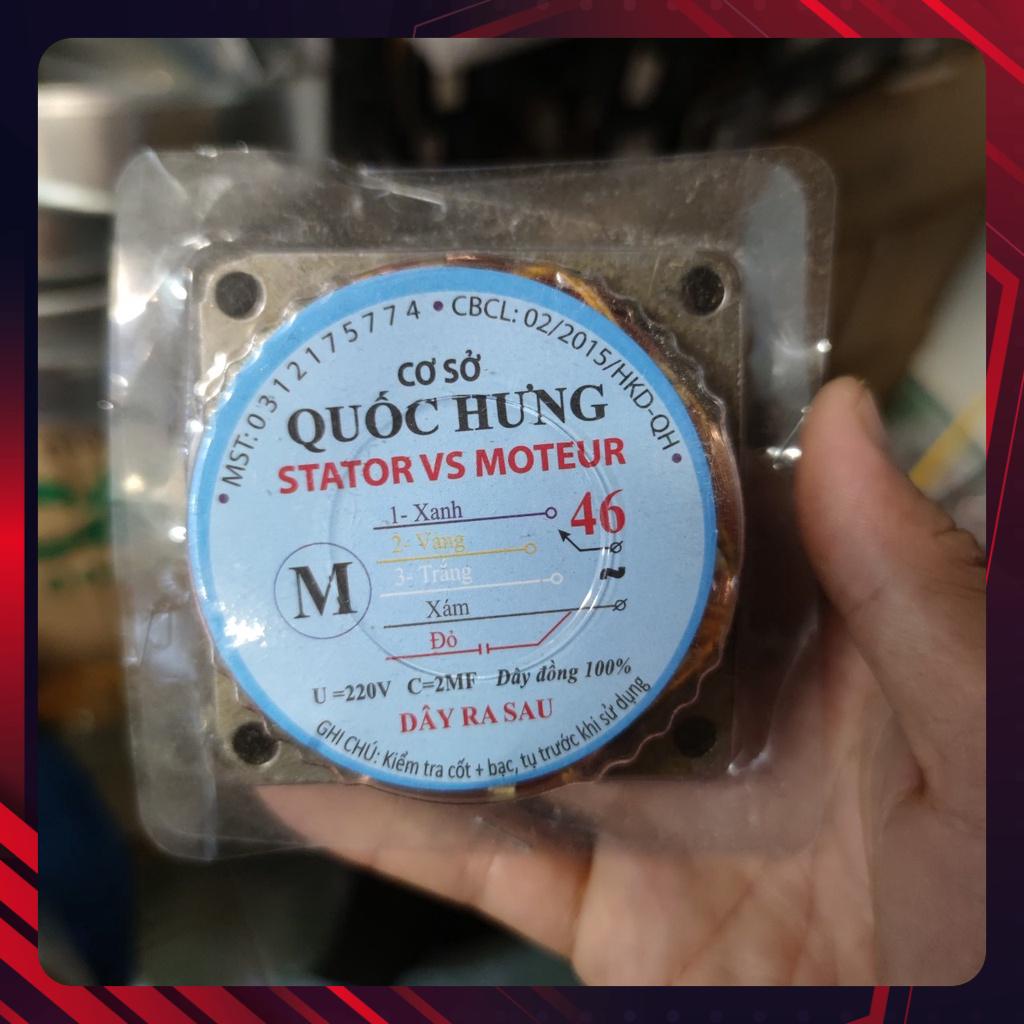 MST: 0312175774 • CBCL: 02/2015/HKD-QH
CƠ SỞ
QUỐC HƯNG
STATOR VS MOTEUR
46
1- Xanh
2- Vàng
3- Trắng
~
M
Xám
Đỏ
U =220V C=2MF Dây đồng 100%
DÂY RA SAU
GHI CHÚ: Kiểm tra cốt + bạc, tụ trước khi sử dụng